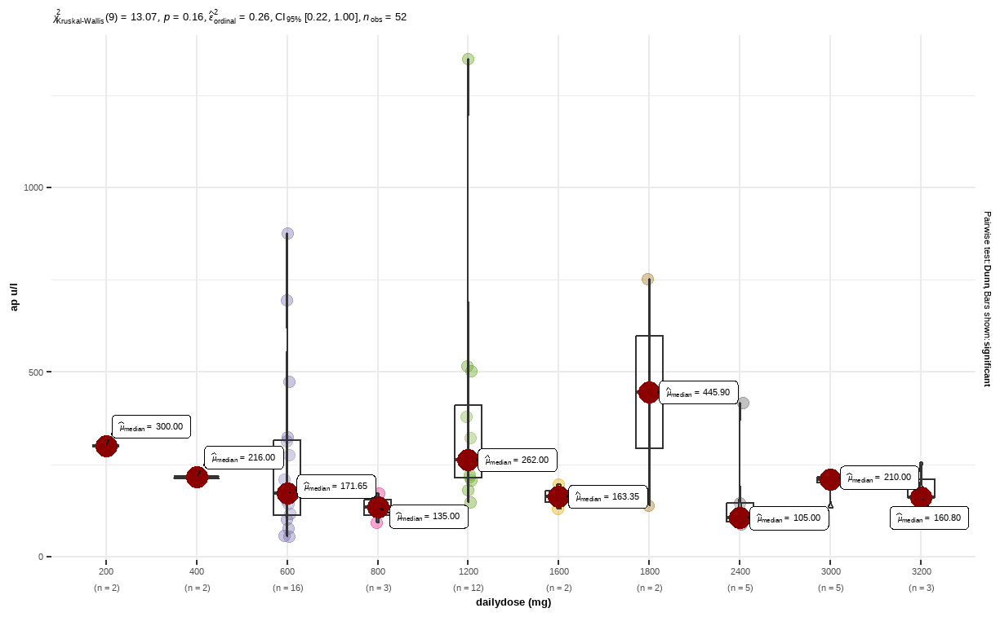 χ²Kruskal-Wallis(9) = 13.07, p = 0.16, ε̂²ordinal = 0.26, CI95% [0.22, 1.00], nobs = 52
1000
500
0
ap u/l
μ̂median = 300.00
μ̂median = 216.00
μ̂median = 171.65
μ̂median = 135.00
μ̂median = 262.00
μ̂median = 163.35
μ̂median = 445.90
μ̂median = 105.00
μ̂median = 210.00
μ̂median = 160.80
Pairwise test: Dunn, Bars shown: significant
200 400 600 800 1200 1600 1800 2400 3000 3200
(n = 2) (n = 2) (n = 16) (n = 3) (n = 12) (n = 2) (n = 2) (n = 5) (n = 5) (n = 3)
dailydose (mg)